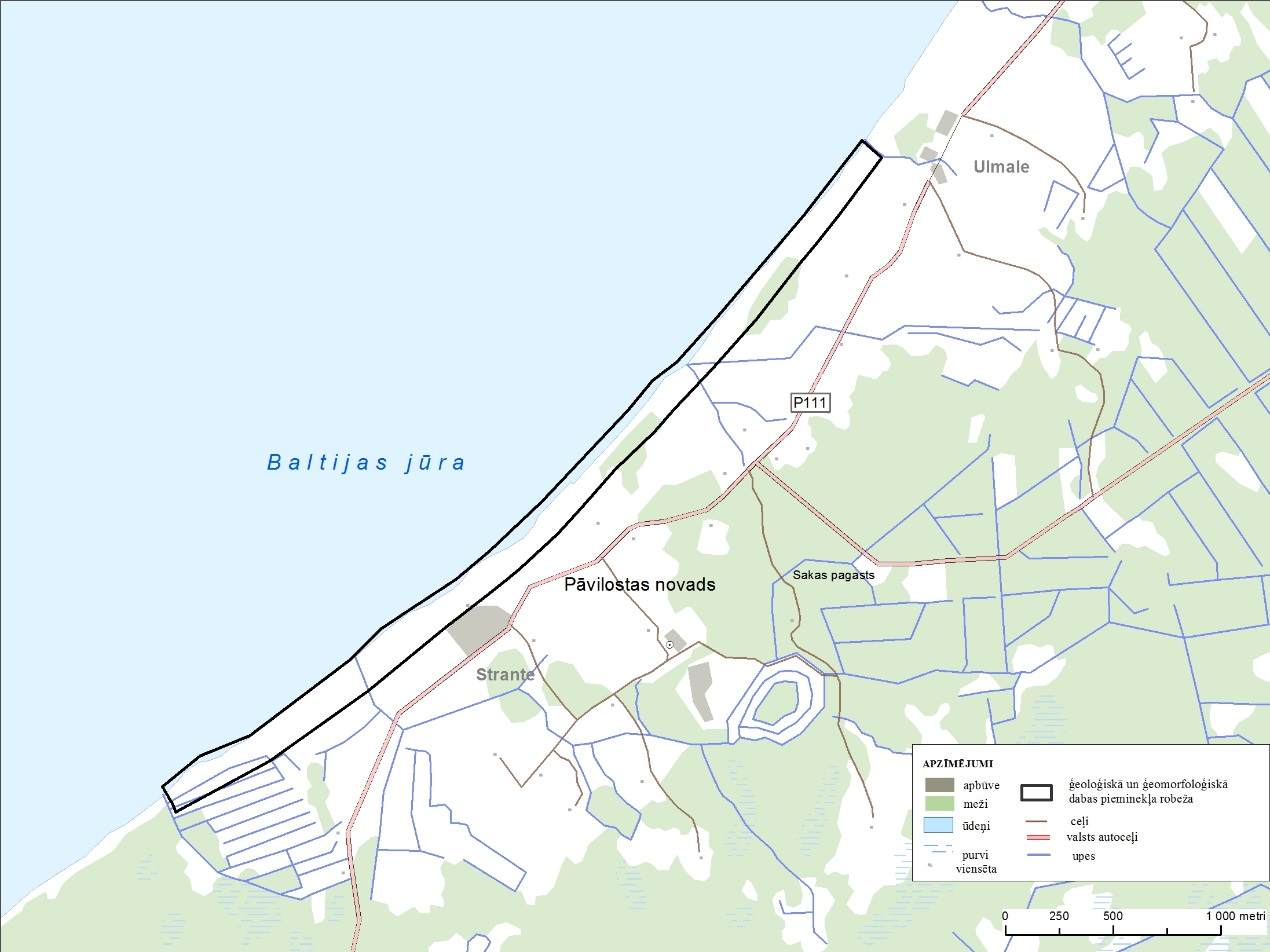 Ulmale
P111
Baltijas jūra
Sakas pagasts
Pāvilostas novads
Strante
APZĪMĒJUMI
apbūve
meži
ūdeņi
purvi
viensēta
ģeoloģiskā un ģeomorfoloģiskā
dabas pieminekļa robeža
ceļi
valsts autoceļi
upes
0 250 500 1 000 metri